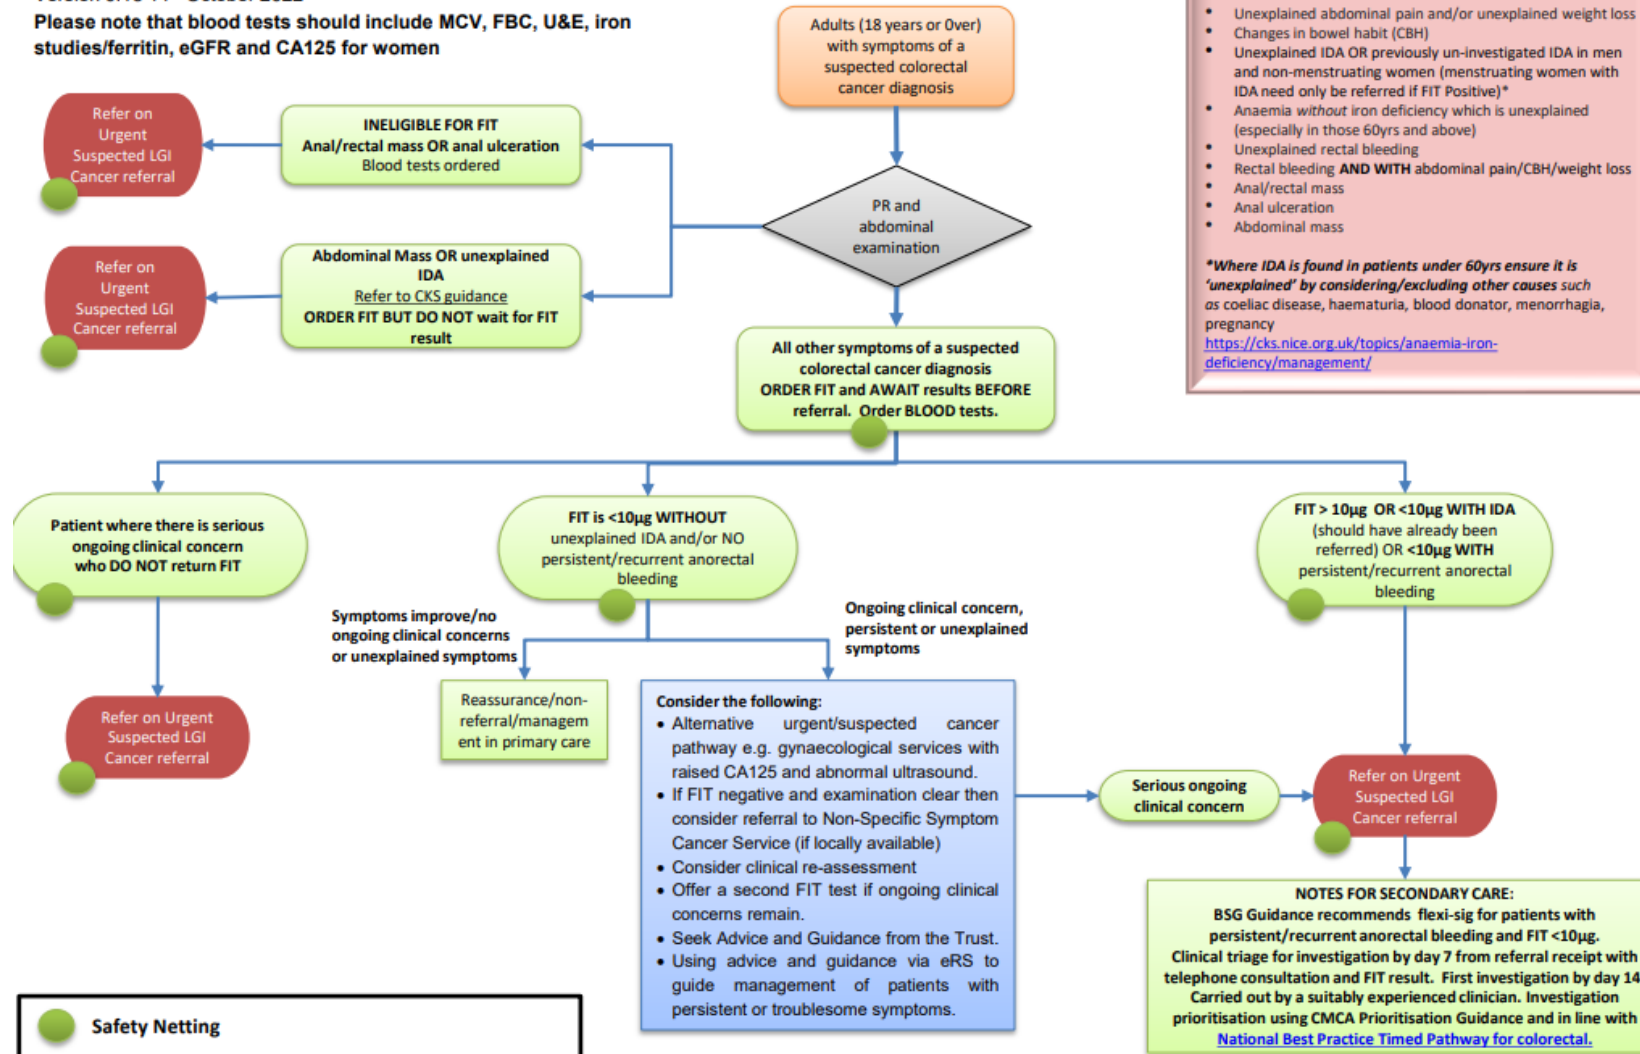 Please note that blood tests should include MCV, FBC, U&E, iron
studies/ferritin, eGFR and CA125 for women
Adults (18 years or 0ver)
with symptoms of a
suspected colorectal
cancer diagnosis
• Unexplained abdominal pain and/or unexplained weight loss
• Changes in bowel habit (CBH)
• Unexplained IDA OR previously un-investigated IDA in men
and non-menstruating women (menstruating women with
IDA need only be referred if FIT Positive)*
• Anaemia without iron deficiency which is unexplained
(especially in those 60yrs and above)
• Unexplained rectal bleeding
• Rectal bleeding AND WITH abdominal pain/CBH/weight loss
• Anal/rectal mass
• Anal ulceration
• Abdominal mass
*Where IDA is found in patients under 60yrs ensure it is
‘unexplained’ by considering/excluding other causes such
as coeliac disease, haematuria, blood donator, menorrhagia,
pregnancy
https://cks.nice.org.uk/topics/anaemia-iron-
deficiency/management/
Refer on
Urgent
Suspected LGI
Cancer referral
INELIGIBLE FOR FIT
Anal/rectal mass OR anal ulceration
Blood tests ordered
PR and
abdominal
examination
Refer on
Urgent
Suspected LGI
Cancer referral
Abdominal Mass OR unexplained
IDA
Refer to CKS guidance
ORDER FIT BUT DO NOT wait for FIT
result
All other symptoms of a suspected
colorectal cancer diagnosis
ORDER FIT and AWAIT results BEFORE
referral. Order BLOOD tests.
Patient where there is serious
ongoing clinical concern
who DO NOT return FIT
FIT is <10µg WITHOUT
unexplained IDA and/or NO
persistent/recurrent anorectal
bleeding
FIT > 10µg OR <10µg WITH IDA
(should have already been
referred) OR <10µg WITH
persistent/recurrent anorectal
bleeding
Symptoms improve/no
ongoing clinical concerns
or unexplained symptoms
Ongoing clinical concern,
persistent or unexplained
symptoms
Refer on Urgent
Suspected LGI
Cancer referral
Reassurance/non-
referral/managem
ent in primary care
Consider the following:
• Alternative urgent/suspected cancer
pathway e.g. gynaecological services with
raised CA125 and abnormal ultrasound.
• If FIT negative and examination clear then
consider referral to Non-Specific Symptom
Cancer Service (if locally available)
• Consider clinical re-assessment
• Offer a second FIT test if ongoing clinical
concerns remain.
• Seek Advice and Guidance from the Trust.
• Using advice and guidance via eRS to
guide management of patients with
persistent or troublesome symptoms.
Serious ongoing
clinical concern
Refer on Urgent
Suspected LGI
Cancer referral
NOTES FOR SECONDARY CARE:
BSG Guidance recommends flexi-sig for patients with
persistent/recurrent anorectal bleeding and FIT <10µg.
Clinical triage for investigation by day 7 from referral receipt with
telephone consultation and FIT result. First investigation by day 14
Carried out by a suitably experienced clinician. Investigation
prioritisation using CMCA Prioritisation Guidance and in line with
National Best Practice Timed Pathway for colorectal.
Safety Netting